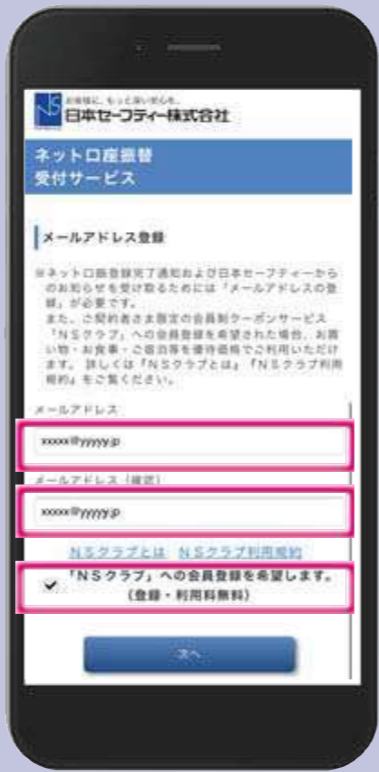 お客様に、もっと深い安心を。
NS 日本セーフティー株式会社
ネット口座振替
受付サービス
メールアドレス登録
※ネット口座登録完了通知および日本セーフティーから
のお知らせを受け取るためには「メールアドレスの登
録」が必要です。
また、ご契約者さま限定の会員制クーポンサービス
「NSクラブ」への会員登録を希望された場合、お買
い物・お食事・ご宿泊等を優待価格でご利用いただけ
ます。詳しくは『NSクラブとは』『NSクラブ利用
規約』をご覧ください。
メールアドレス
xxxxx@yyyyy.jp
メールアドレス（確認）
xxxxx@yyyyy.jp
NSクラブとは NSクラブ利用規約
「NSクラブ」への会員登録を希望します。
（登録・利用料無料）
次へ